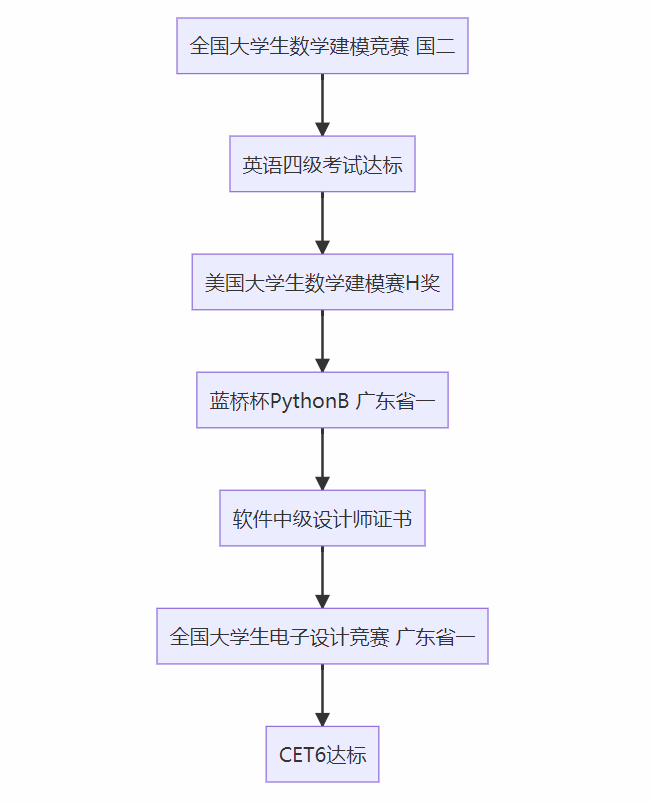 全国大学生数学建模竞赛 国二
英语四级考试达标
美国大学生数学建模赛H奖
蓝桥杯PythonB 广东省一
软件中级设计师证书
全国大学生电子设计竞赛 广东省一
CET6达标